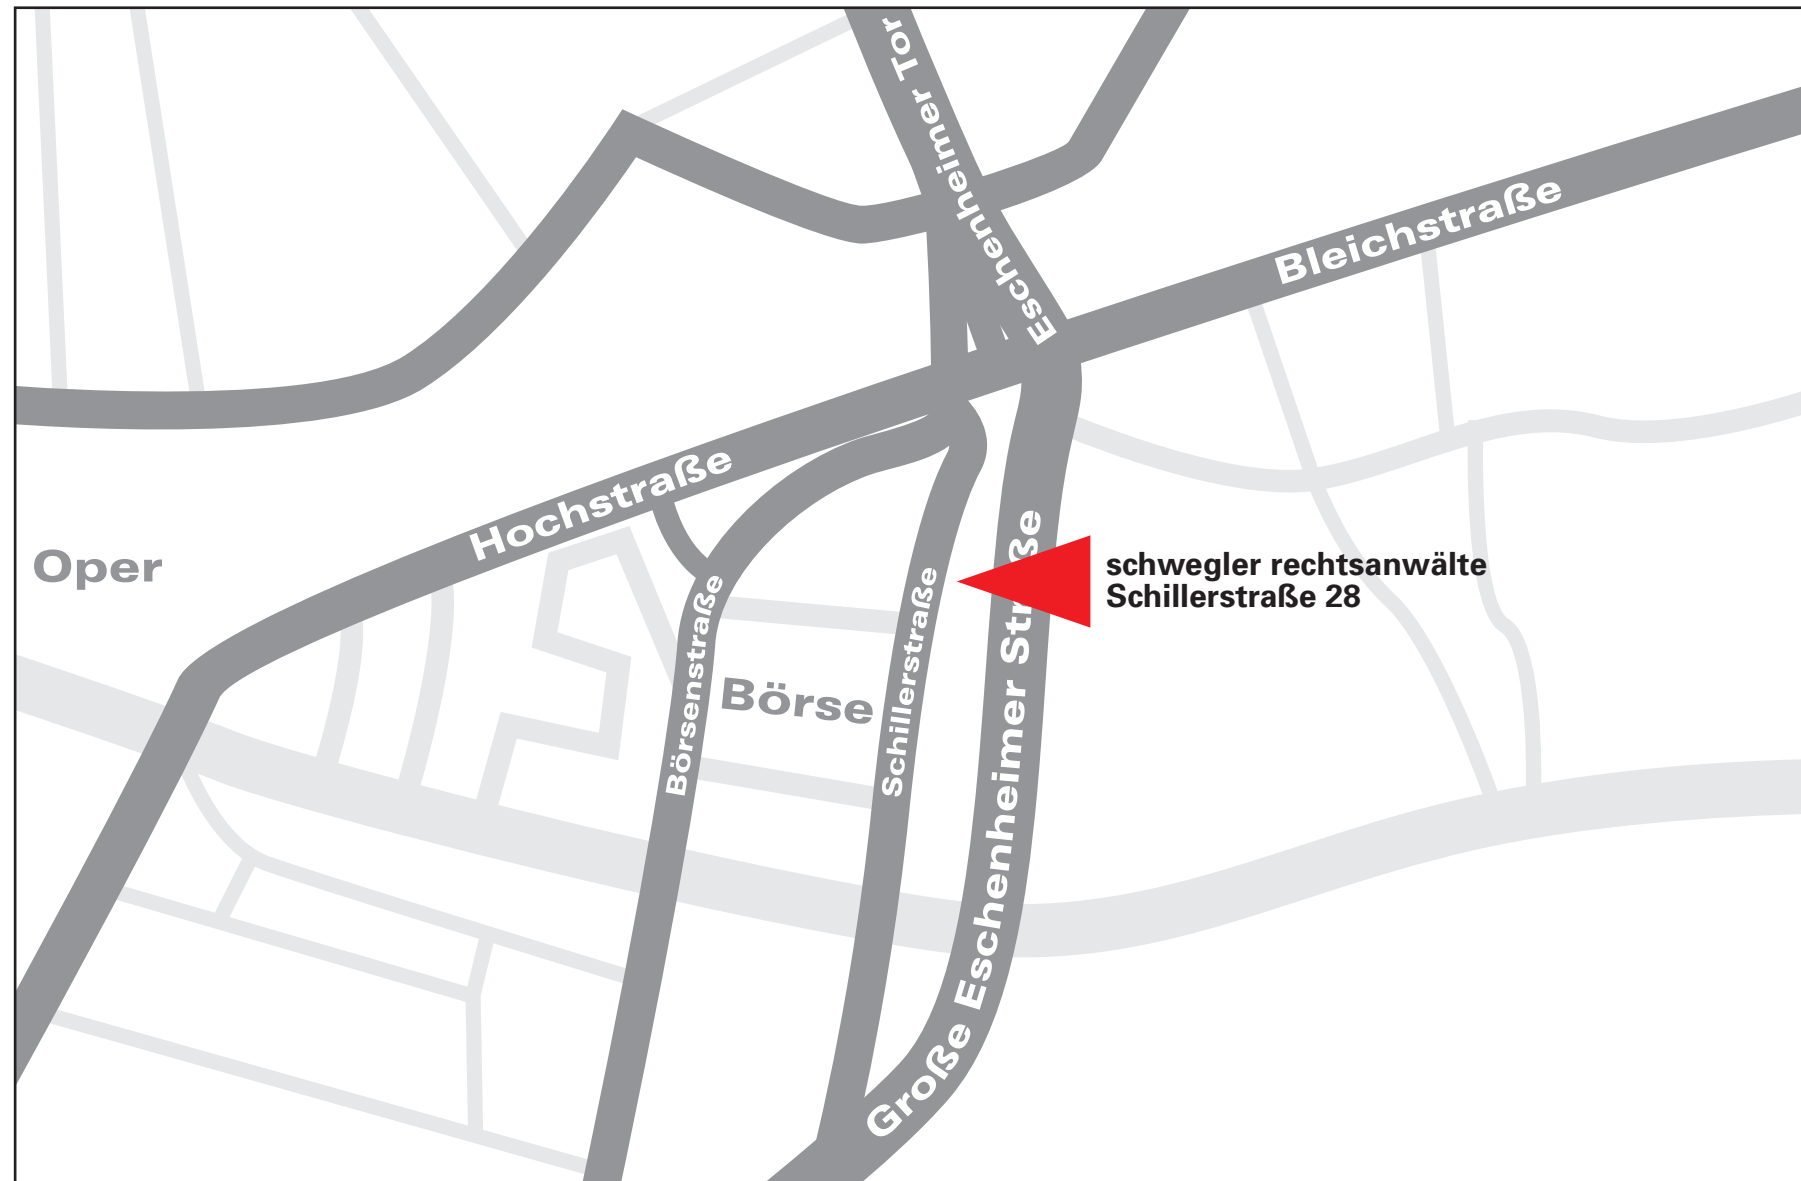 Eschenheimer Tor
Bleichstraße
Hochstraße
Oper
schwegler rechtsanwälte
Schillerstraße 28
Börsenstraße
Börse
Schillerstraße
Große Eschenheimer Straße